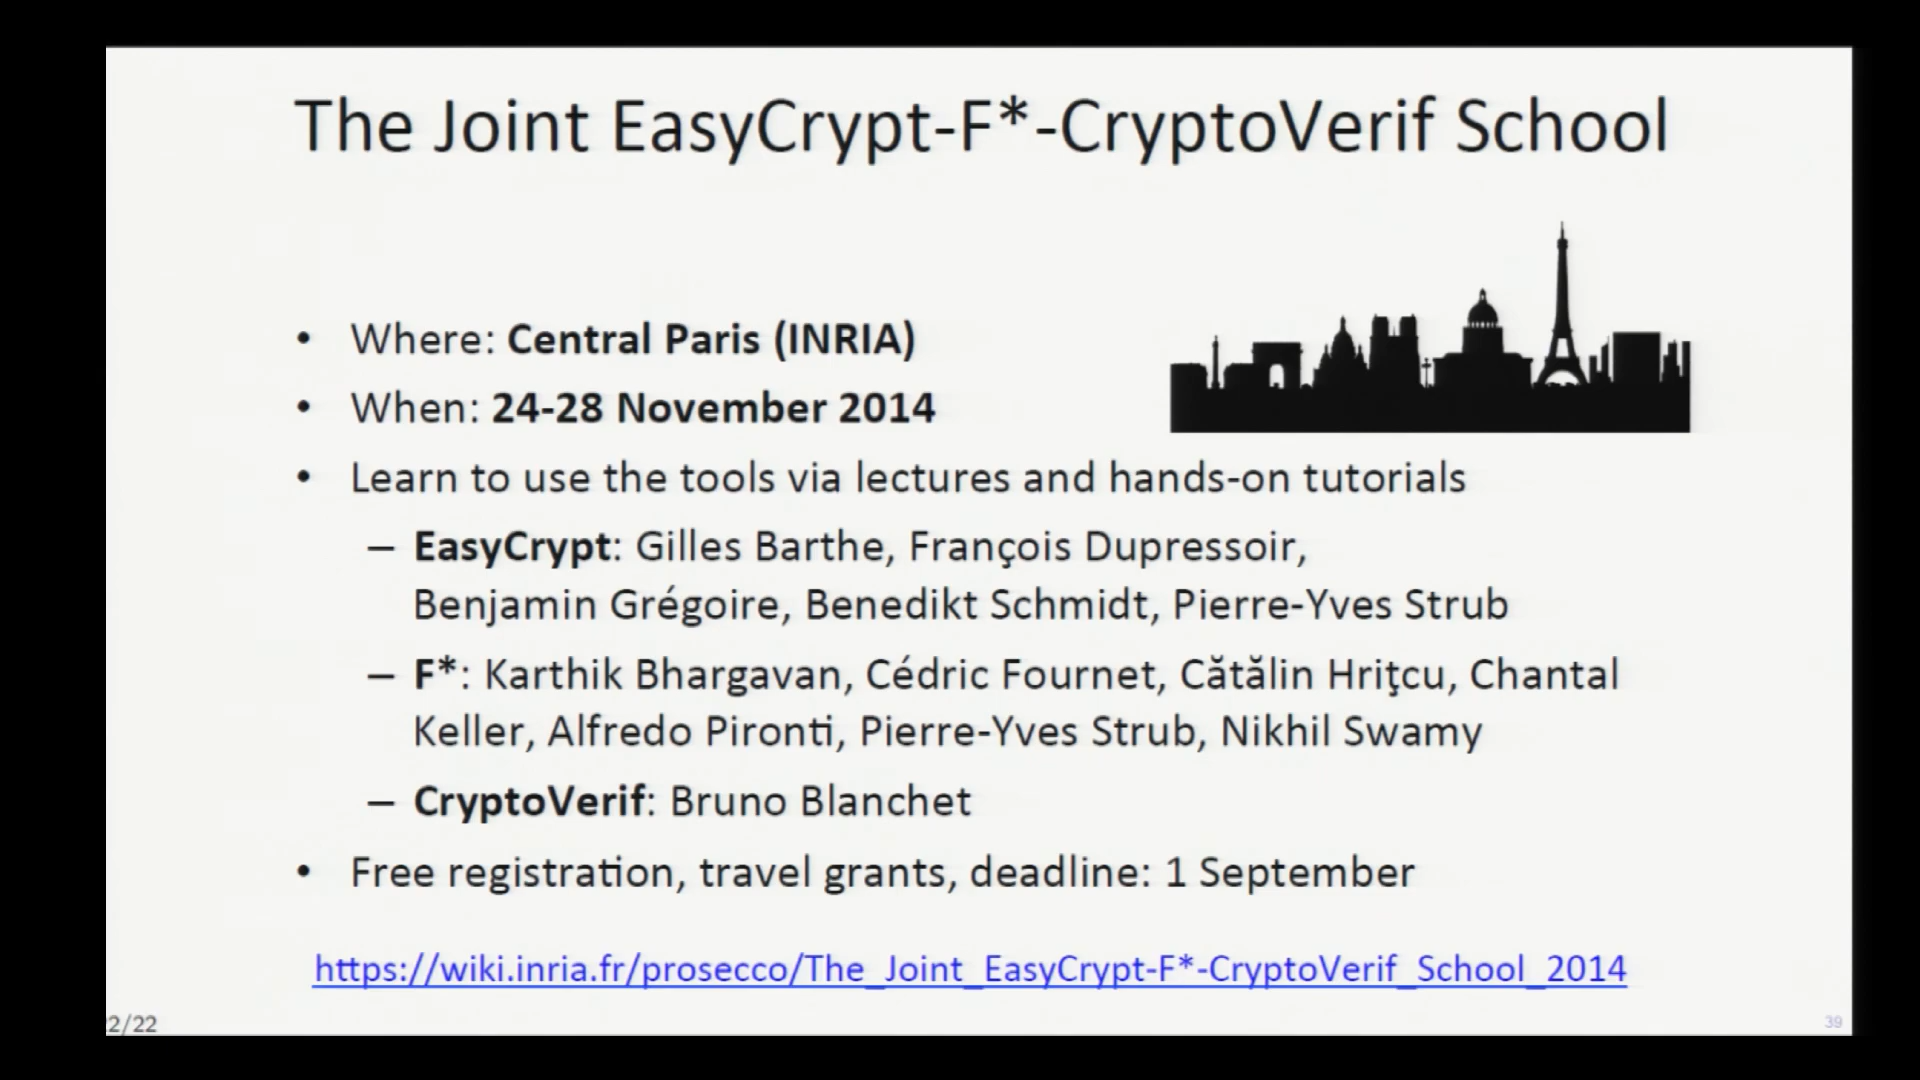 The Joint EasyCrypt-F*-CryptoVerif School
• Where: Central Paris (INRIA)
• When: 24-28 November 2014
• Learn to use the tools via lectures and hands-on tutorials
– EasyCrypt: Gilles Barthe, François Dupressoir,
Benjamin Grégoire, Benedikt Schmidt, Pierre-Yves Strub
– F*: Karthik Bhargavan, Cédric Fournet, Cătălin Hriţcu, Chantal
Keller, Alfredo Pironti, Pierre-Yves Strub, Nikhil Swamy
– CryptoVerif: Bruno Blanchet
• Free registration, travel grants, deadline: 1 September
https://wiki.inria.fr/prosecco/The_Joint_EasyCrypt-F*-CryptoVerif_School_2014
2/22
39